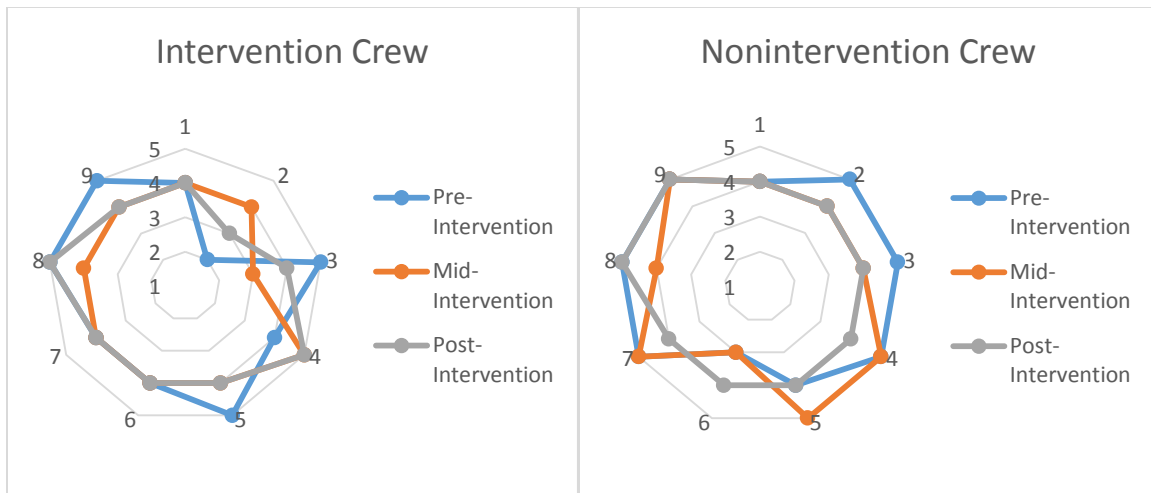 Intervention Crew
1
2
3
4
5
6
7
8
9
5
4
3
2
1
Pre-
Intervention
Mid-
Intervention
Post-
Intervention
Nonintervention Crew
1
2
3
4
5
6
7
8
9
5
4
3
2
1
Pre-
Intervention
Mid-
Intervention
Post-
Intervention